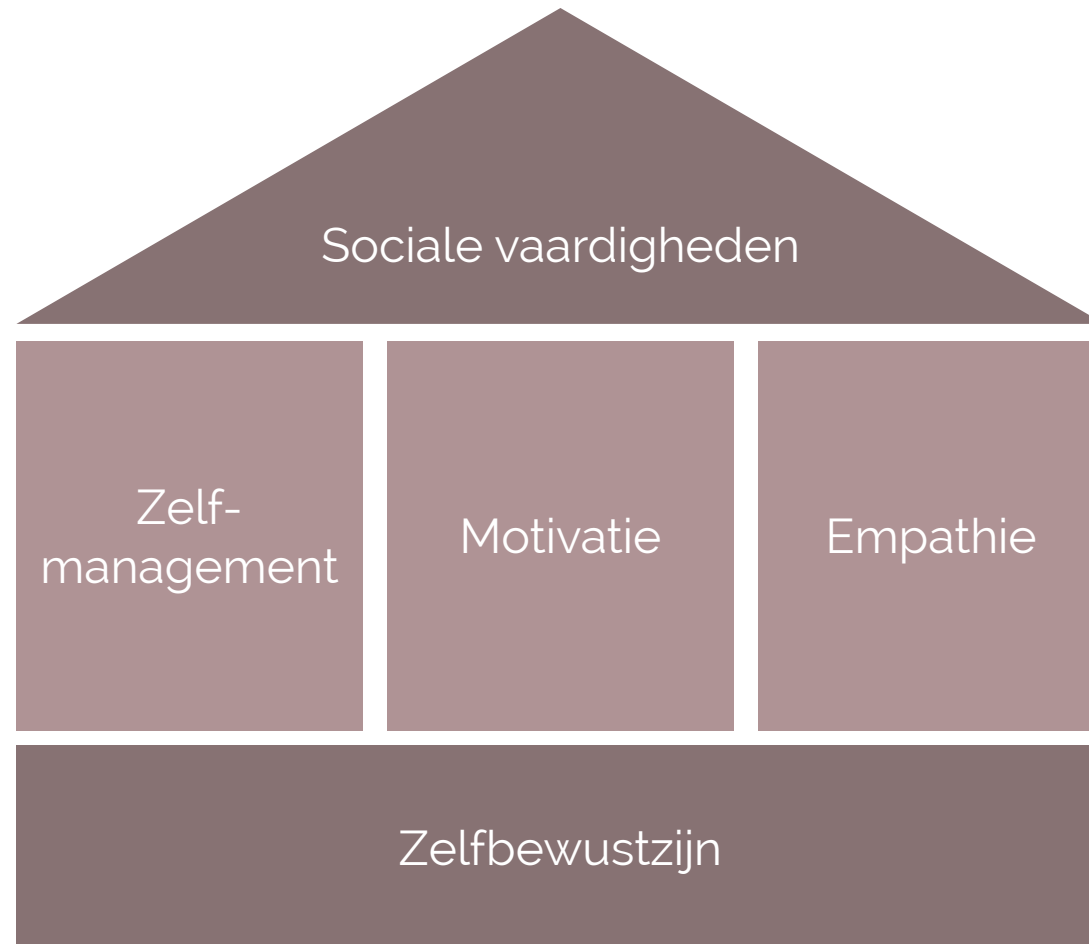 Sociale vaardigheden
Zelf-
management
Motivatie
Empathie
Zelfbewustzijn